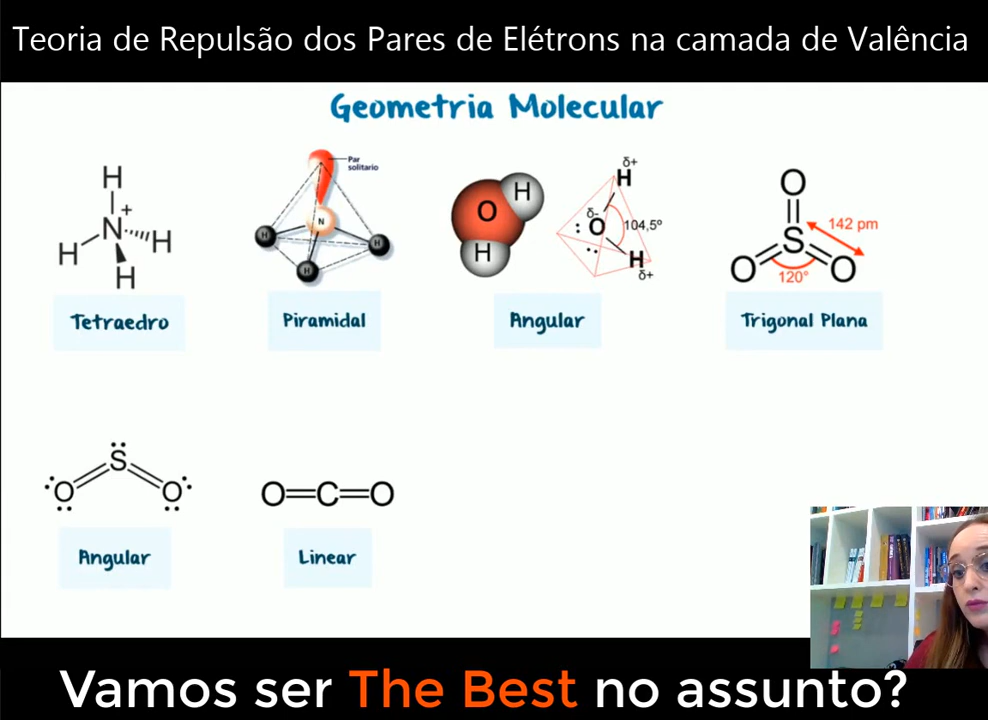 Teoria de Repulsão dos Pares de Elétrons na camada de Valência
Geometria Molecular
H
N
+
H
H
H
Tetraedro
Par
solitario
N
H
H
H
Piramidal
O
H
H
δ+
H
δ-
:O
104,5º
..
H
δ+
Angular
O
S
O
O
142 pm
120°
Trigonal Plana
S
O
O
Angular
O=C=O
Linear
Vamos ser The Best no assunto?